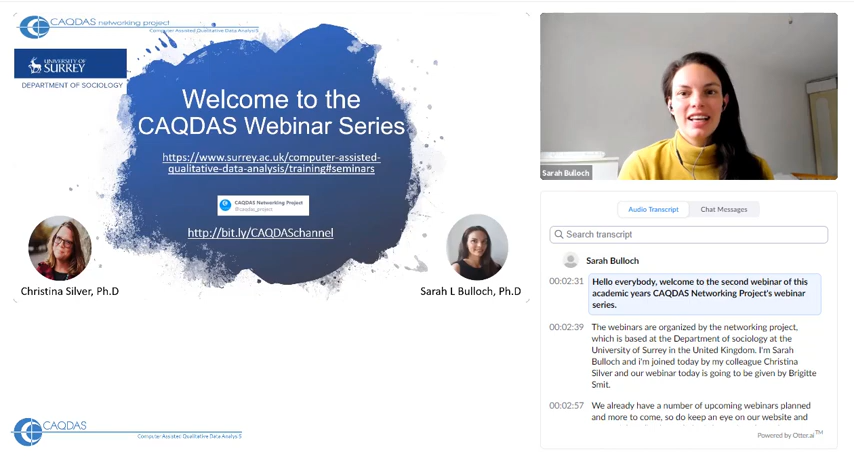 CAQDAS networking project
Computer Assisted Qualitative Data AnalysiS
UNIVERSITY OF
SURREY
DEPARTMENT OF SOCIOLOGY
Welcome to the
CAQDAS Webinar Series
https://www.surrey.ac.uk/computer-assisted-
qualitative-data-analysis/training#seminars
CAQDAS Networking Project
@caqdas_project
http://bit.ly/CAQDASchannel
Christina Silver, Ph.D
Sarah L Bulloch, Ph.D
CAQDAS
Computer Assisted Qualitative Data AnalysiS
Sarah Bulloch
Audio Transcript
Chat Messages
Search transcript
Sarah Bulloch
00:02:31 Hello everybody, welcome to the second webinar of this
academic years CAQDAS Networking Project's webinar
series.
00:02:39 The webinars are organized by the networking project,
which is based at the Department of sociology at the
University of Surrey in the United Kingdom. I'm Sarah
Bulloch and i'm joined today by my colleague Christina
Silver and our webinar today is going to be given by Brigitte
Smit.
00:02:57 We already have a number of upcoming webinars planned
and more to come, so do keep an eye on our website and
Powered by Otter.ai™